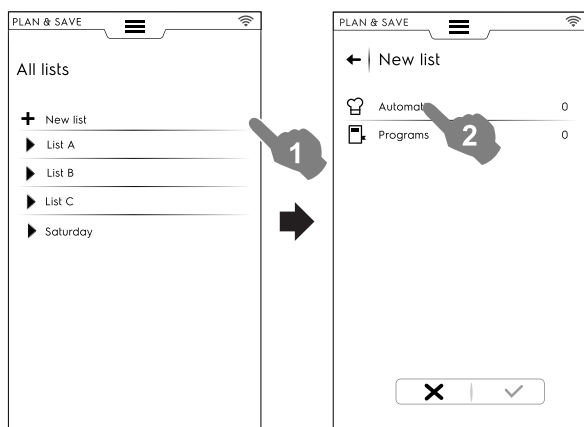 PLAN & SAVE
All lists
New list
List A
List B
List C
Saturday
1
PLAN & SAVE
New list
0
2
Programs 0